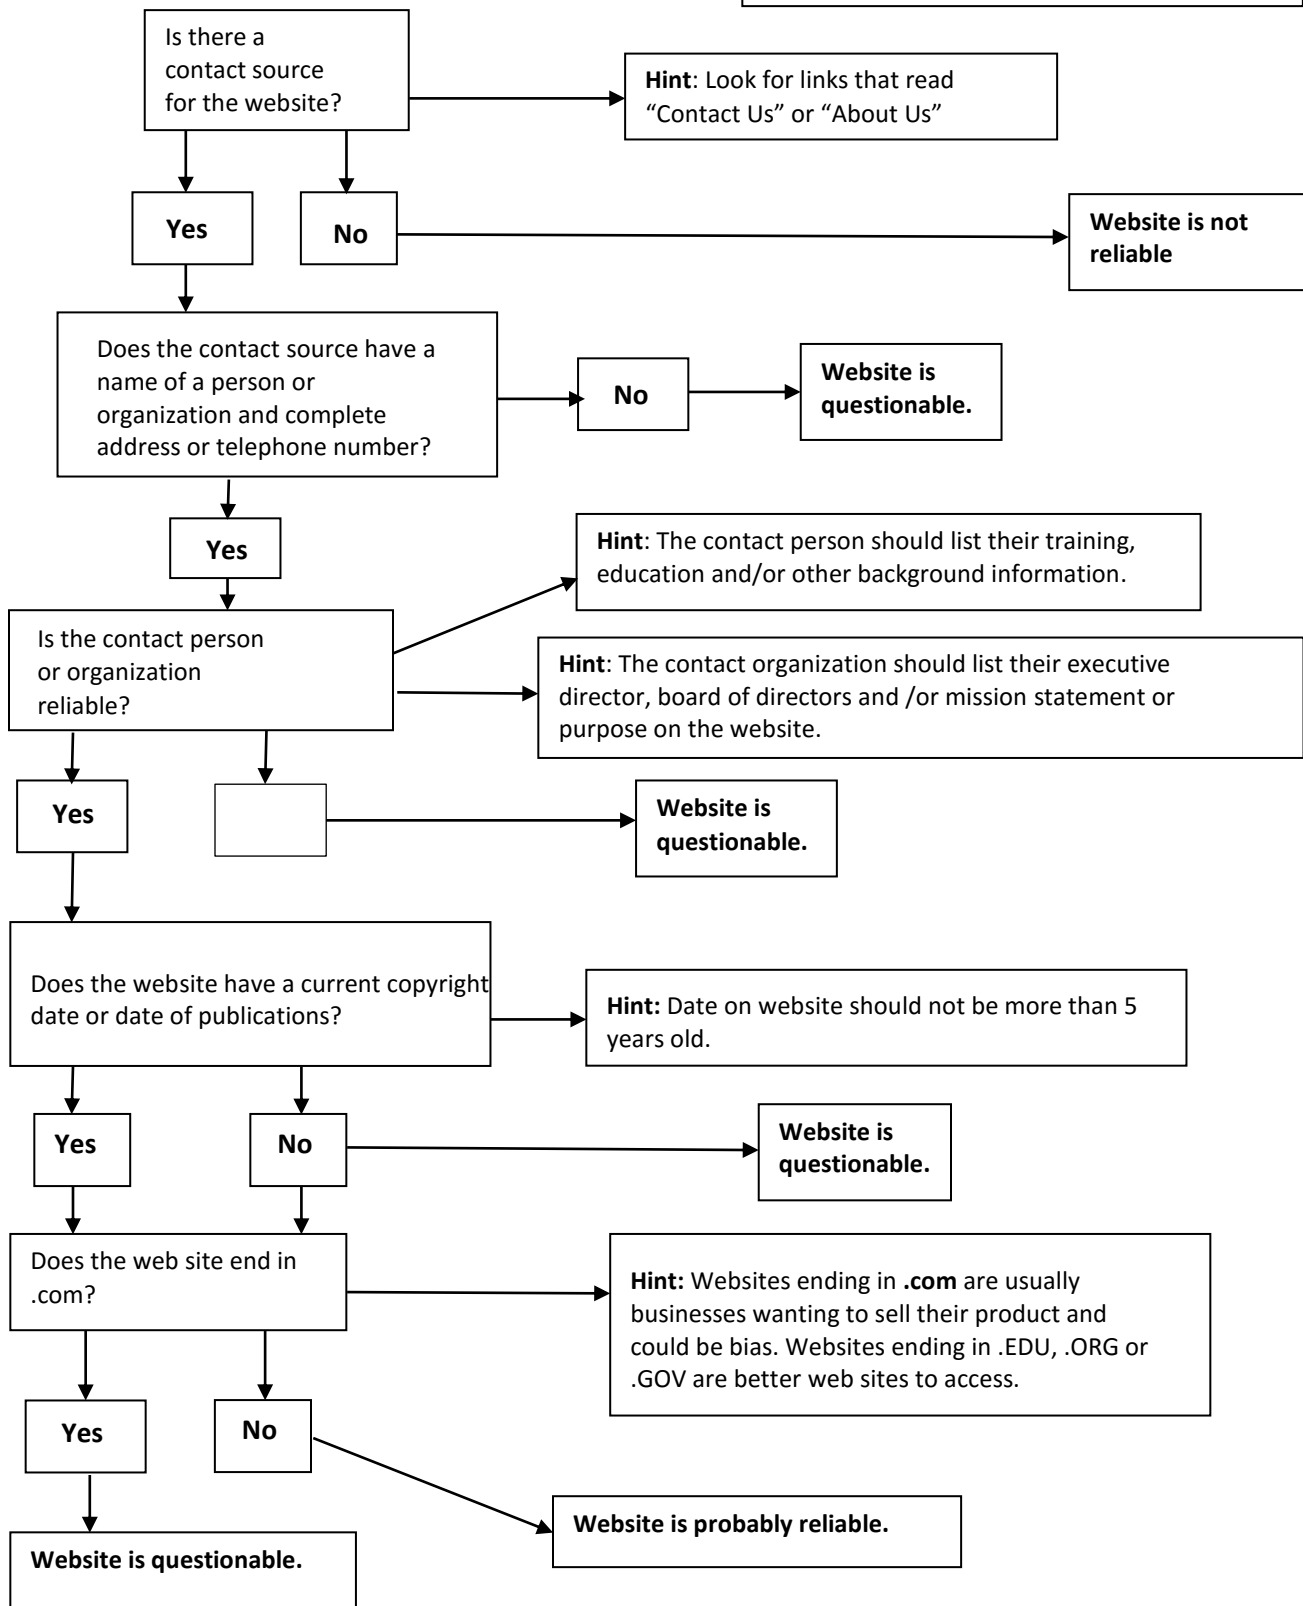 Is there a
contact source
for the website?
Hint: Look for links that read
“Contact Us” or “About Us”
Yes
No
Website is not
reliable
Does the contact source have a
name of a person or
organization and complete
address or telephone number?
No
Website is
questionable.
Yes
Hint: The contact person should list their training,
education and/or other background information.
Is the contact person
or organization
reliable?
Hint: The contact organization should list their executive
director, board of directors and /or mission statement or
purpose on the website.
Yes
Website is
questionable.
Does the website have a current copyright
date or date of publications?
Hint: Date on website should not be more than 5
years old.
Yes
No
Website is
questionable.
Does the web site end in
.com?
Hint: Websites ending in .com are usually
businesses wanting to sell their product and
could be bias. Websites ending in .EDU, .ORG or
.GOV are better web sites to access.
Yes
No
Website is probably reliable.
Website is questionable.